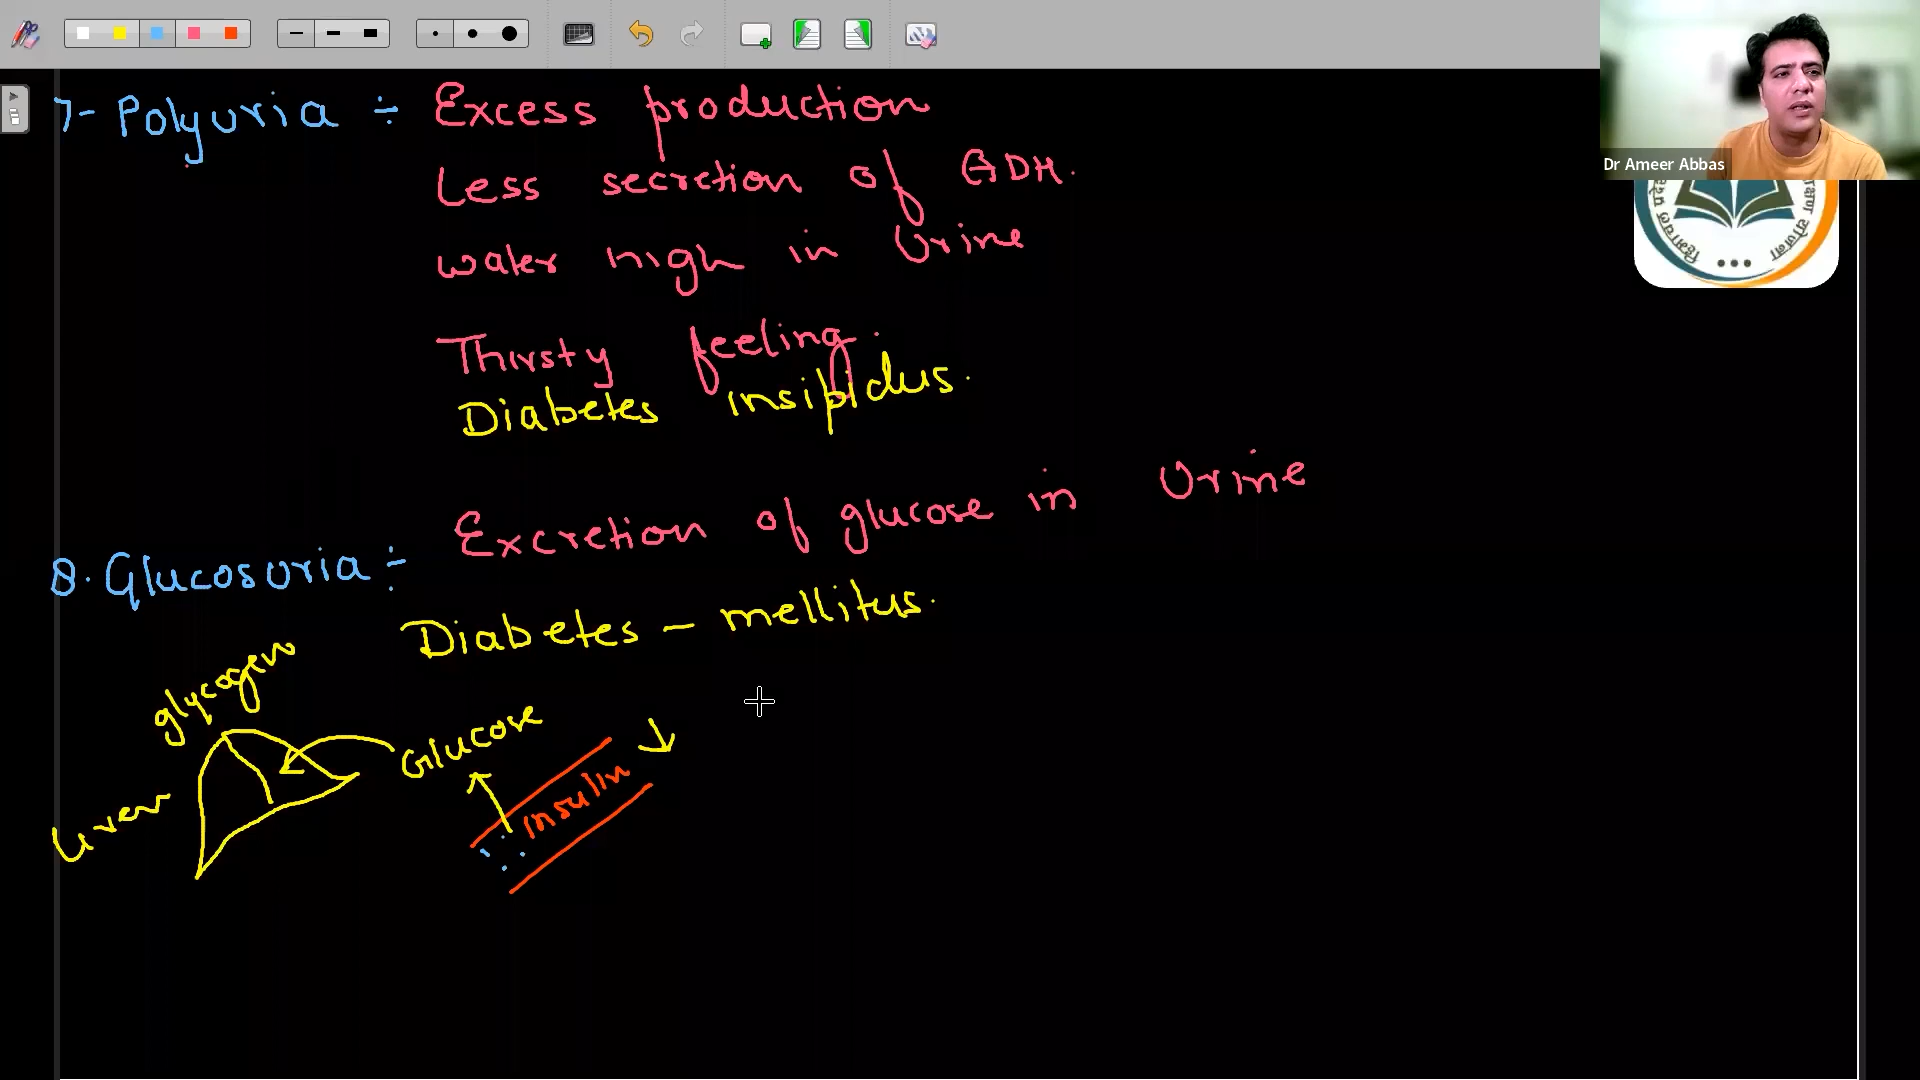 Dr Ameer Abbas
7- Polyuria ÷ Excess production
Less secretion of ADH.
water high in Urine
Thirsty feeling.
Diabetes insipidus.
Excretion of glucose in Urine
8. Glucosuria ÷
Diabetes - mellitus.
glycogen
Glucose ↓
insulin
Liver